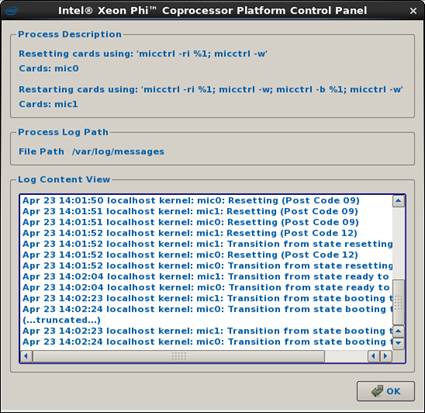 Intel® Xeon Phi™ Coprocessor Platform Control Panel
Process Description
Resetting cards using: 'micctrl -ri %1; micctrl -w'
Cards: mic0
Restarting cards using: 'micctrl -ri %1; micctrl -w; micctrl -b %1; micctrl -w'
Cards: mic1
Process Log Path
File Path /var/log/messages
Log Content View
Apr 23 14:01:50 localhost kernel: mic0: Resetting (Post Code 09)
Apr 23 14:01:51 localhost kernel: mic1: Resetting (Post Code 09)
Apr 23 14:01:51 localhost kernel: mic0: Resetting (Post Code 09)
Apr 23 14:01:52 localhost kernel: mic1: Resetting (Post Code 12)
Apr 23 14:01:52 localhost kernel: mic1: Transition from state resetting
Apr 23 14:01:52 localhost kernel: mic0: Resetting (Post Code 12)
Apr 23 14:01:52 localhost kernel: mic0: Transition from state resetting
Apr 23 14:02:04 localhost kernel: mic1: Transition from state ready to
Apr 23 14:02:04 localhost kernel: mic0: Transition from state ready to
Apr 23 14:02:23 localhost kernel: mic1: Transition from state booting t
Apr 23 14:02:24 localhost kernel: mic0: Transition from state booting t
(...truncated...)
Apr 23 14:02:23 localhost kernel: mic1: Transition from state booting t
Apr 23 14:02:24 localhost kernel: mic0: Transition from state booting t
OK